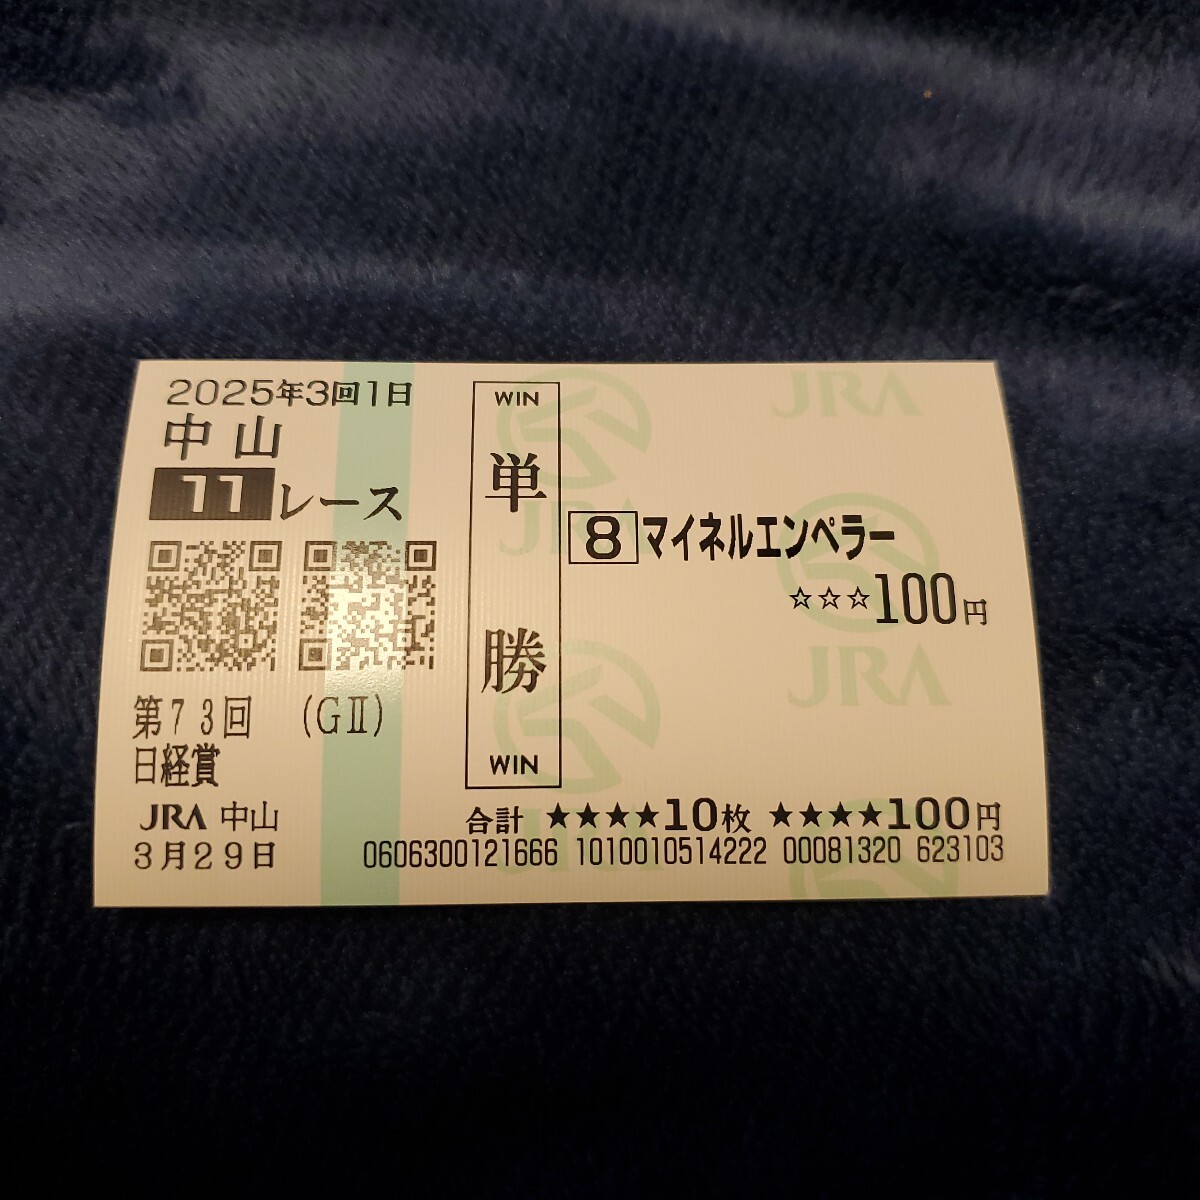 2025年3回1日
中山
11レース
第73回 (GⅡ)
日経賞
JRA 中山
3月29日
WIN
単勝
WIN
8 マイネルエンペラー
☆☆☆100円
合計 ★★★★10枚 ★★★★100円
0606300121666 1010010514222 00081320 623103
JRA
JRA
JRA
JRA